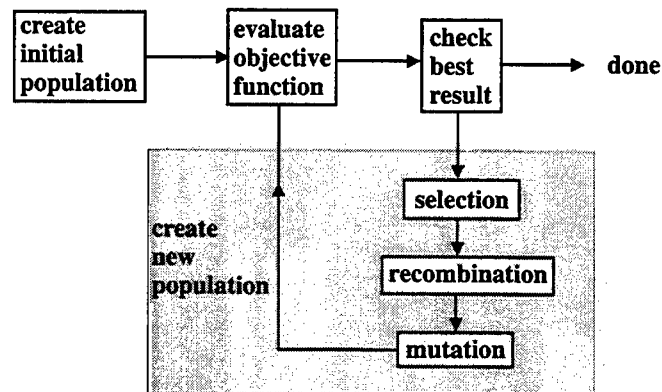 create
initial
population
evaluate
objective
function
check
best
result
done
selection
create
new
population
recombination
mutation